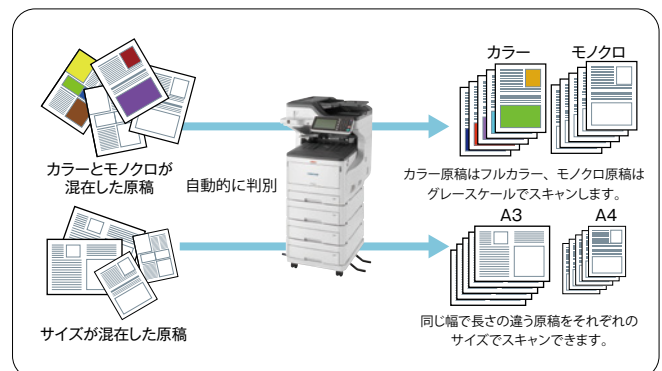 カラー
モノクロ
カラーとモノクロが
混在した原稿
自動的に判別
カラー原稿はフルカラー、モノクロ原稿は
グレースケールでスキャンします。
A3
A4
サイズが混在した原稿
同じ幅で長さの違う原稿をそれぞれの
サイズでスキャンできます。